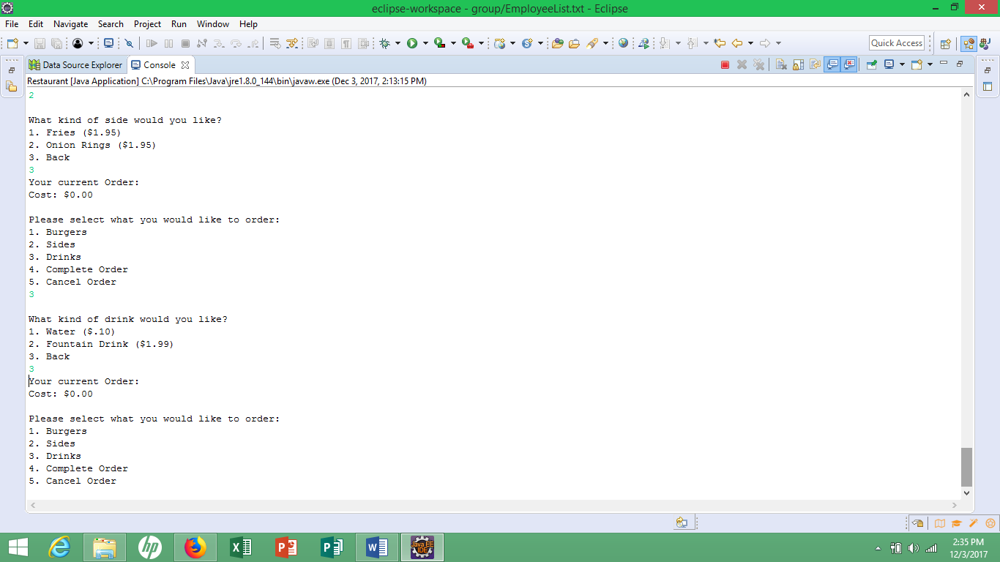 eclipse-workspace - group/EmployeeList.txt - Eclipse
File Edit Navigate Search Project Run Window Help
Quick Access
Data Source Explorer Console
Restaurant [Java Application] C:\Program Files\Java\jre1.8.0_144\bin\javaw.exe (Dec 3, 2017, 2:13:15 PM)
2
What kind of side would you like?
1. Fries ($1.95)
2. Onion Rings ($1.95)
3. Back
3
Your current Order:
Cost: $0.00
Please select what you would like to order:
1. Burgers
2. Sides
3. Drinks
4. Complete Order
5. Cancel Order
3
What kind of drink would you like?
1. Water ($.10)
2. Fountain Drink ($1.99)
3. Back
3
Your current Order:
Cost: $0.00
Please select what you would like to order:
1. Burgers
2. Sides
3. Drinks
4. Complete Order
5. Cancel Order
Java EE
IDE
2:35 PM
12/3/2017